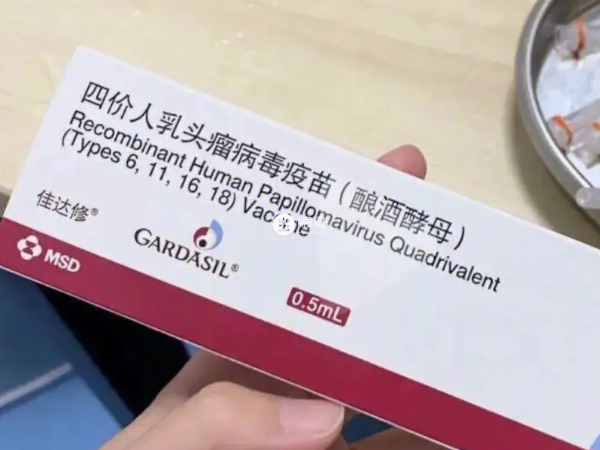 四价人乳头瘤病毒疫苗（酿酒酵母）
Recombinant Human Papillomavirus Quadrivalent
(Types 6, 11, 16, 18) Vaccine
佳达修®
GARDASIL®
MSD
0.5mL